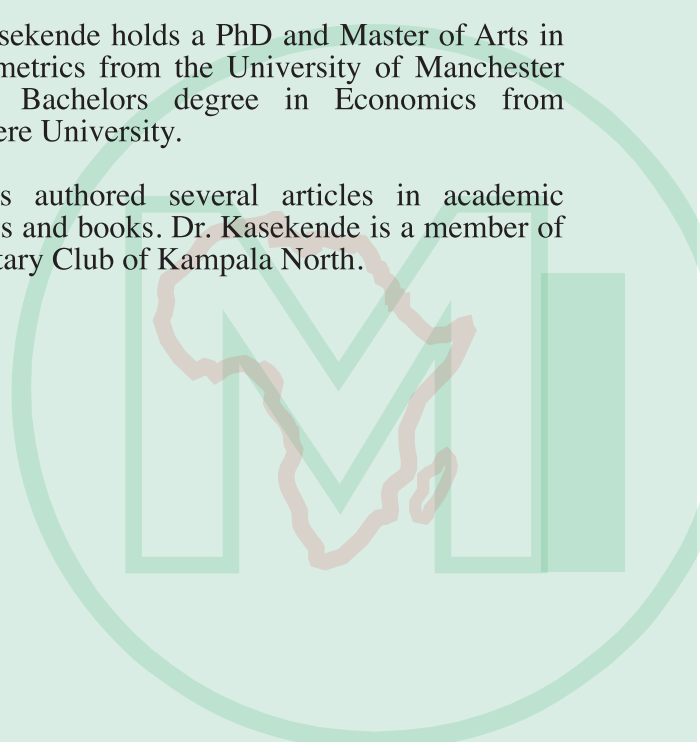 sekende holds a PhD and Master of Arts in
metrics from the University of Manchester
Bachelors degree in Economics from
ere University.
s authored several articles in academic
s and books. Dr. Kasekende is a member of
tary Club of Kampala North.
MI